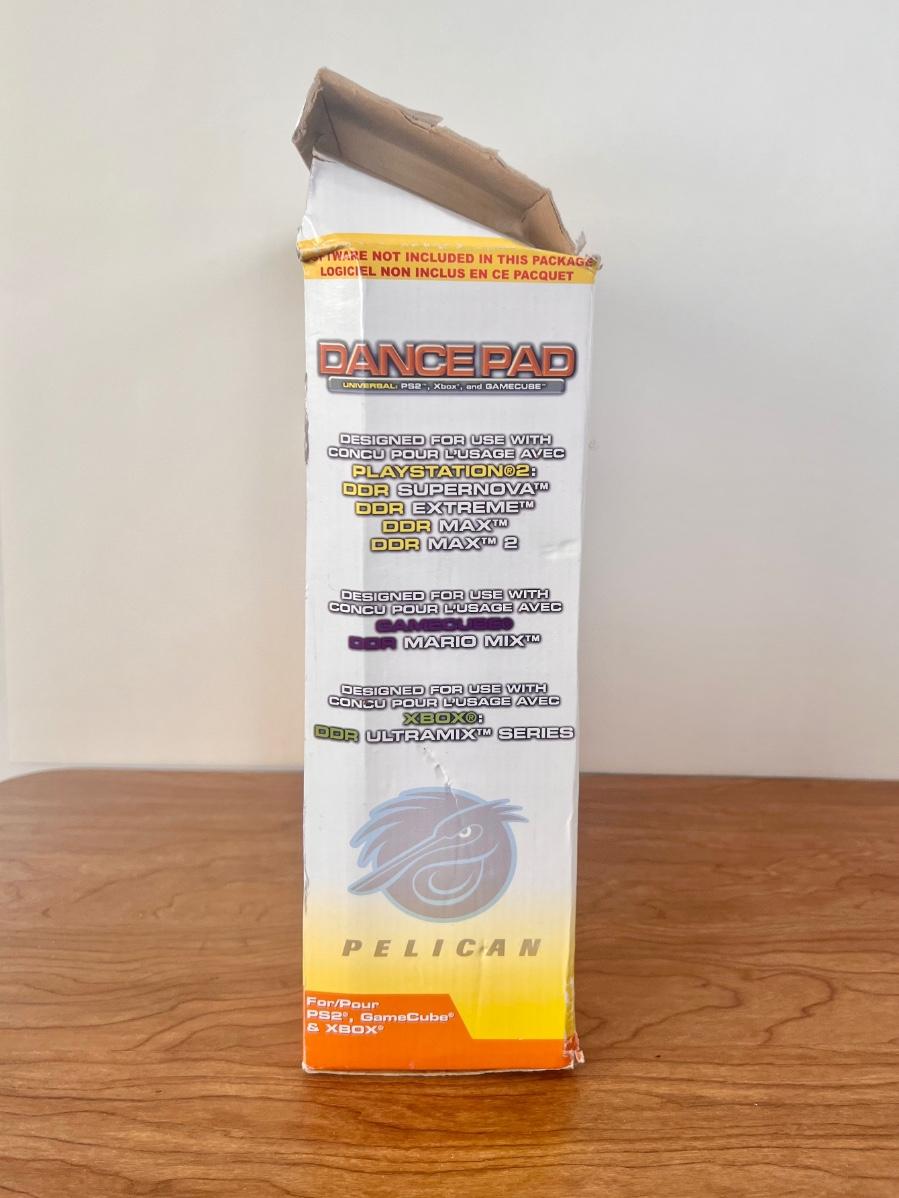 SOFTWARE NOT INCLUDED IN THIS PACKAGE
LOGICIEL NON INCLUS EN CE PACQUET
DANCE PAD
UNIVERSAL: PS2™, Xbox®, and GAMECUBE™
DESIGNED FOR USE WITH
CONCU POUR L'USAGE AVEC
PLAYSTATION®2:
DDR SUPERNOVA™
DDR EXTREME™
DDR MAX™
DDR MAX™ 2
DESIGNED FOR USE WITH
CONCU POUR L'USAGE AVEC
GAMECUBE®
DDR MARIO MIX™
DESIGNED FOR USE WITH
CONCU POUR L'USAGE AVEC
XBOX®:
DDR ULTRAMIX™ SERIES
PELICAN
For/Pour
PS2®, GameCube®
& XBOX®